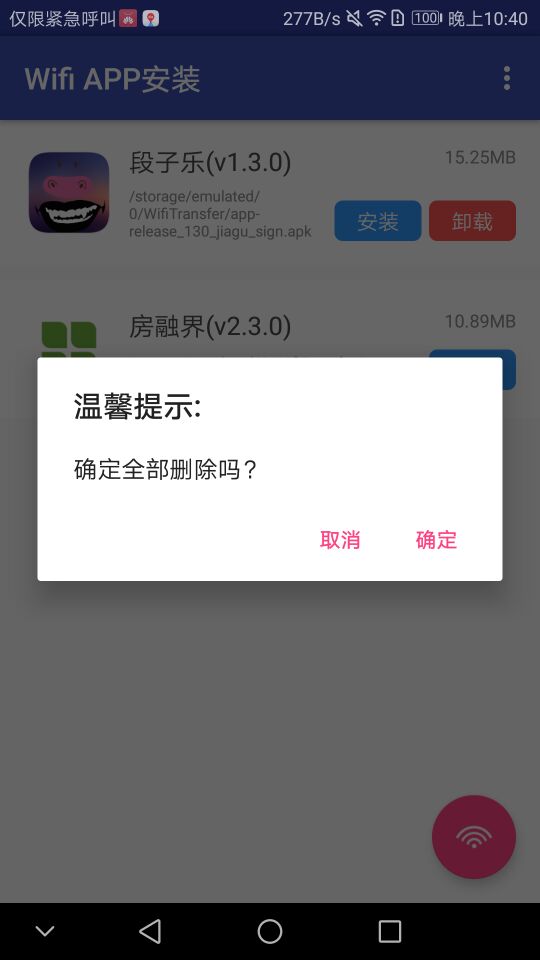 仅限紧急呼叫
277B/s
100
晚上10:40
Wifi APP安装
段子乐(v1.3.0)
15.25MB
/storage/emulated/
0/WifiTransfer/app-
release_130_jiagu_sign.apk
安装
卸载
房融界(v2.3.0)
10.89MB
温馨提示:
确定全部删除吗?
取消
确定